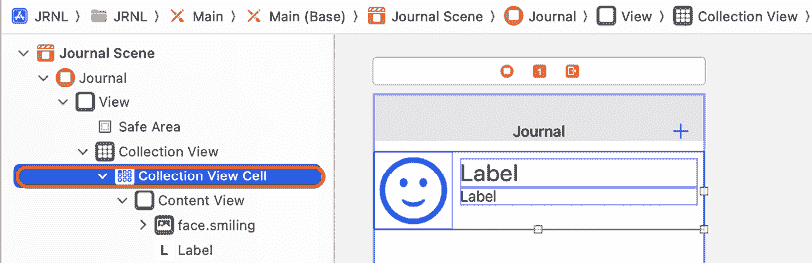 JRNL 〉 JRNL 〉 Main 〉 Main (Base) 〉 Journal Scene 〉 Journal 〉 View 〉 Collection View 〉
Journal Scene
Journal
View
Safe Area
Collection View
Collection View Cell
Content View
face.smiling
L Label
1
Journal +
Label
Label